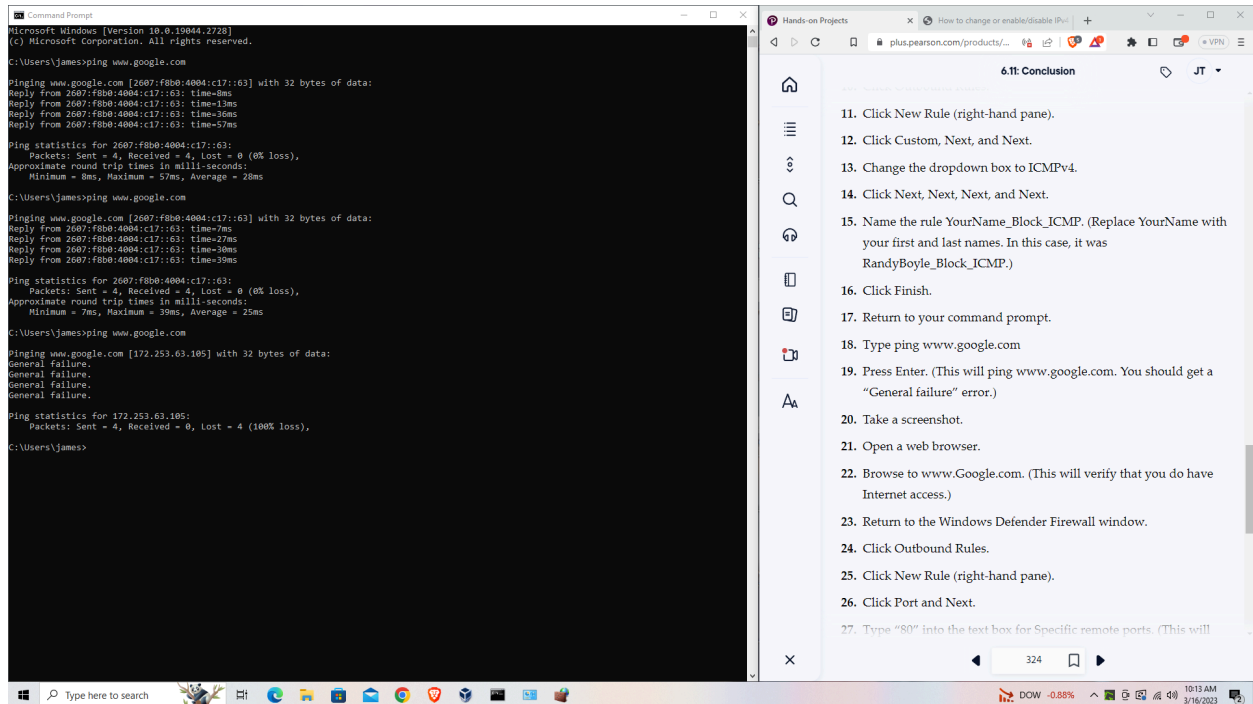 Command Prompt
Microsoft Windows [Version 10.0.19044.2728]
(c) Microsoft Corporation. All rights reserved.
C:\Users\james>ping www.google.com
Pinging www.google.com [2607:f8b0:4004:c17::63] with 32 bytes of data:
Reply from 2607:f8b0:4004:c17::63: time=8ms
Reply from 2607:f8b0:4004:c17::63: time=13ms
Reply from 2607:f8b0:4004:c17::63: time=36ms
Reply from 2607:f8b0:4004:c17::63: time=57ms
Ping statistics for 2607:f8b0:4004:c17::63:
Packets: Sent = 4, Received = 4, Lost = 0 (0% loss),
Approximate round trip times in milli-seconds:
Minimum = 8ms, Maximum = 57ms, Average = 28ms
C:\Users\james>ping www.google.com
Pinging www.google.com [2607:f8b0:4004:c17::63] with 32 bytes of data:
Reply from 2607:f8b0:4004:c17::63: time=7ms
Reply from 2607:f8b0:4004:c17::63: time=27ms
Reply from 2607:f8b0:4004:c17::63: time=30ms
Reply from 2607:f8b0:4004:c17::63: time=39ms
Ping statistics for 2607:f8b0:4004:c17::63:
Packets: Sent = 4, Received = 4, Lost = 0 (0% loss),
Approximate round trip times in milli-seconds:
Minimum = 7ms, Maximum = 39ms, Average = 25ms
C:\Users\james>ping www.google.com
Pinging www.google.com [172.253.63.105] with 32 bytes of data:
General failure.
General failure.
General failure.
General failure.
Ping statistics for 172.253.63.105:
Packets: Sent = 4, Received = 0, Lost = 4 (100% loss),
C:\Users\james>
Hands-on Projects
How to change or enable/disable IPv
plus.pearson.com/products/...
VPN
6.11: Conclusion
JT
11. Click New Rule (right-hand pane).
12. Click Custom, Next, and Next.
13. Change the dropdown box to ICMPv4.
14. Click Next, Next, Next, and Next.
15. Name the rule YourName_Block_ICMP. (Replace YourName with
your first and last names. In this case, it was
RandyBoyle_Block_ICMP.)
16. Click Finish.
17. Return to your command prompt.
18. Type ping www.google.com
19. Press Enter. (This will ping www.google.com. You should get a
“General failure” error.)
20. Take a screenshot.
21. Open a web browser.
22. Browse to www.Google.com. (This will verify that you do have
Internet access.)
23. Return to the Windows Defender Firewall window.
24. Click Outbound Rules.
25. Click New Rule (right-hand pane).
26. Click Port and Next.
27. Type “80” into the text box for Specific remote ports. (This will
324
Type here to search
DOW -0.88%
10:13 AM
3/16/2023